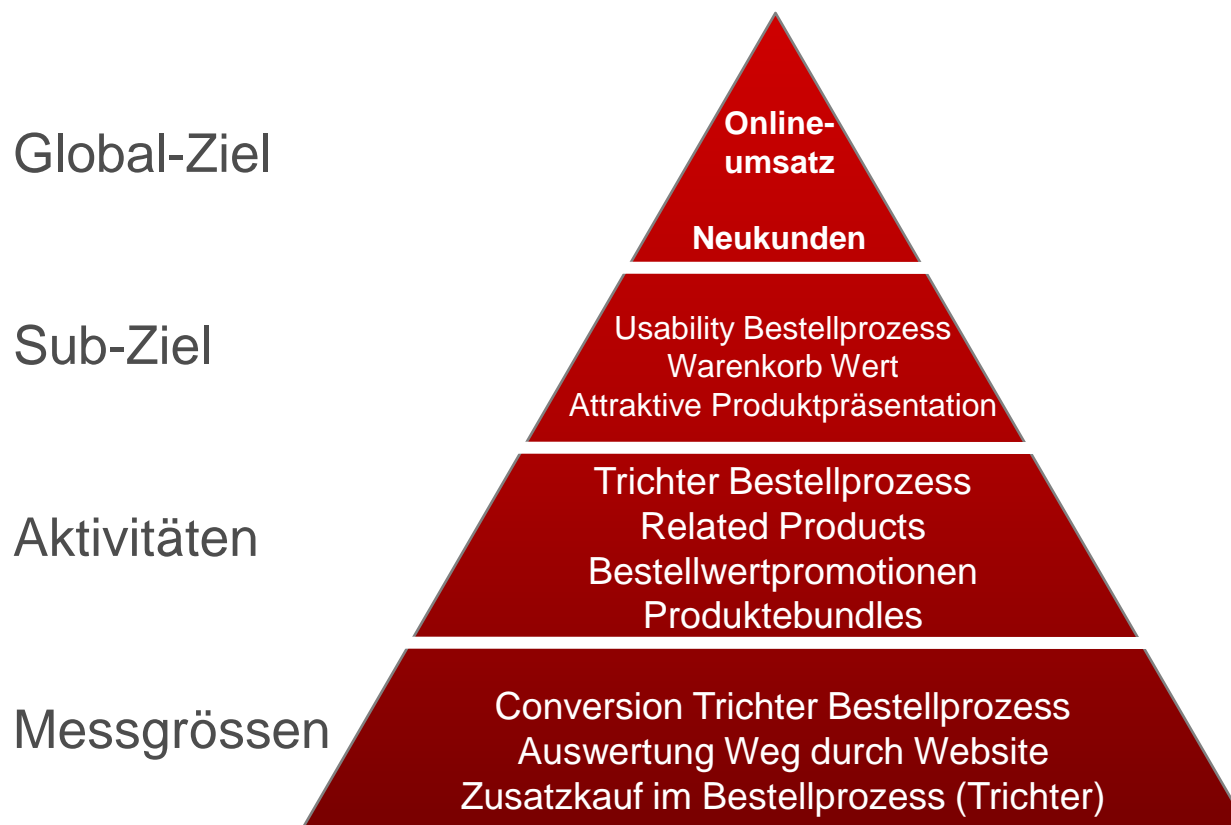 Global-Ziel
Online-
umsatz
Neukunden
Sub-Ziel
Usability Bestellprozess
Warenkorb Wert
Attraktive Produktpräsentation
Aktivitäten
Trichter Bestellprozess
Related Products
Bestellwertpromotionen
Produktebundles
Messgrössen
Conversion Trichter Bestellprozess
Auswertung Weg durch Website
Zusatzkauf im Bestellprozess (Trichter)